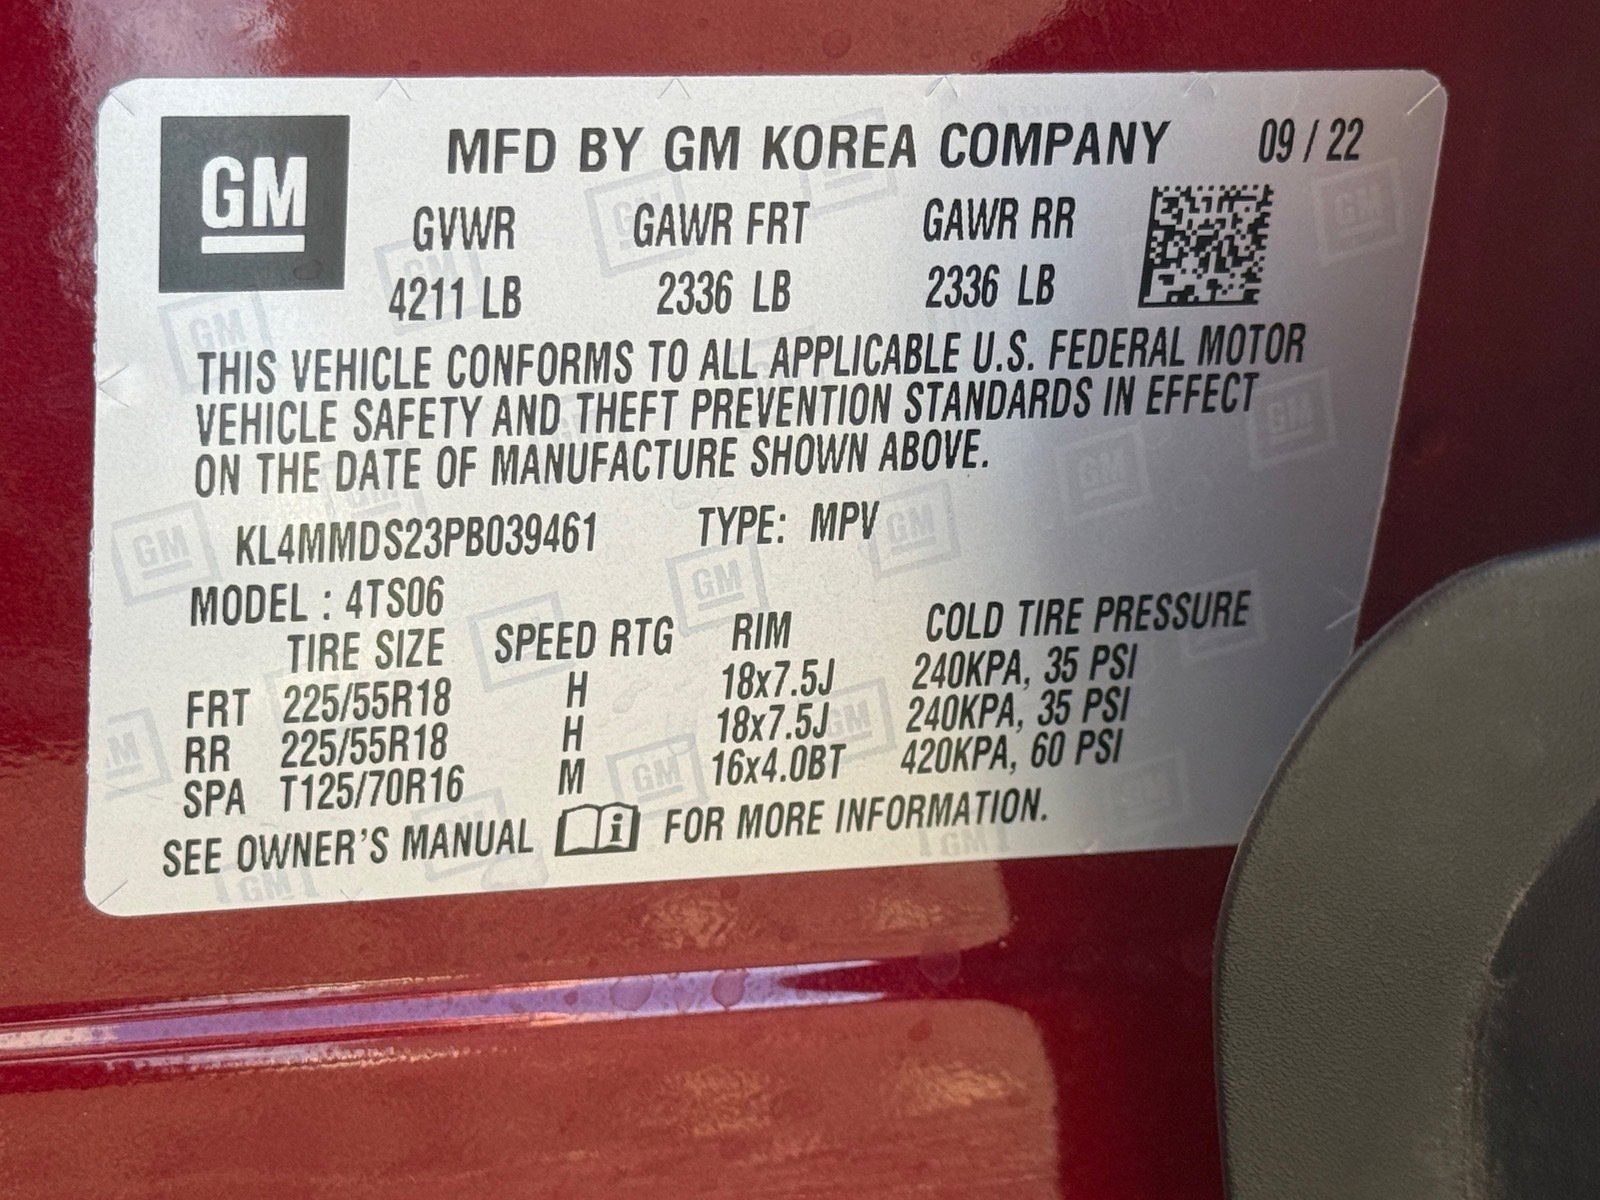 GM
MFD BY GM KOREA COMPANY 09 / 22
GVWR GAWR FRT GAWR RR
4211 LB 2336 LB 2336 LB
THIS VEHICLE CONFORMS TO ALL APPLICABLE U.S. FEDERAL MOTOR
VEHICLE SAFETY AND THEFT PREVENTION STANDARDS IN EFFECT
ON THE DATE OF MANUFACTURE SHOWN ABOVE.
KL4MMDS23PB039461 TYPE: MPV
MODEL : 4TS06
TIRE SIZE SPEED RTG RIM COLD TIRE PRESSURE
FRT 225/55R18 H 18x7.5J 240KPA, 35 PSI
RR 225/55R18 H 18x7.5J 240KPA, 35 PSI
SPA T125/70R16 M 16x4.0BT 420KPA, 60 PSI
SEE OWNER'S MANUAL i FOR MORE INFORMATION.